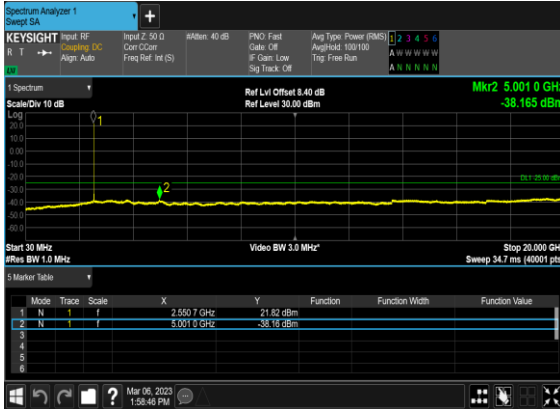 Spectrum Analyzer 1
Swept SA
+
KEYSIGHT Input: RF Input Z: 50 Ω #Atten: 40 dB PNO: Fast Avg Type: Power (RMS) 1 2 3 4 5 6
R T Coupling: DC Corr CCorr Gate: Off Avg|Hold: 100/100 A W W W W W
Align: Auto Freq Ref: Int (S) IF Gain: Low Trig: Free Run
Sig Track: Off A N N N N N
1 Spectrum Ref Lvl Offset 8.40 dB Mkr2 5.001 0 GHz
Scale/Div 10 dB Ref Level 30.00 dBm -38.165 dBm
Log
20.0
10.0
0.00
-10.0
-20.0
-30.0
-40.0
-50.0
-60.0
1
2
DL1 -25.00 dBm
Start 30 MHz Video BW 3.0 MHz* Stop 20.000 GHz
#Res BW 1.0 MHz Sweep 34.7 ms (40001 pts)
5 Marker Table
Mode Trace Scale X Y Function Function Width Function Value
1 N 1 f 2.550 7 GHz 21.82 dBm
2 N 1 f 5.001 0 GHz -38.16 dBm
3
4
5
6
? Mar 06, 2023
1:58:46 PM